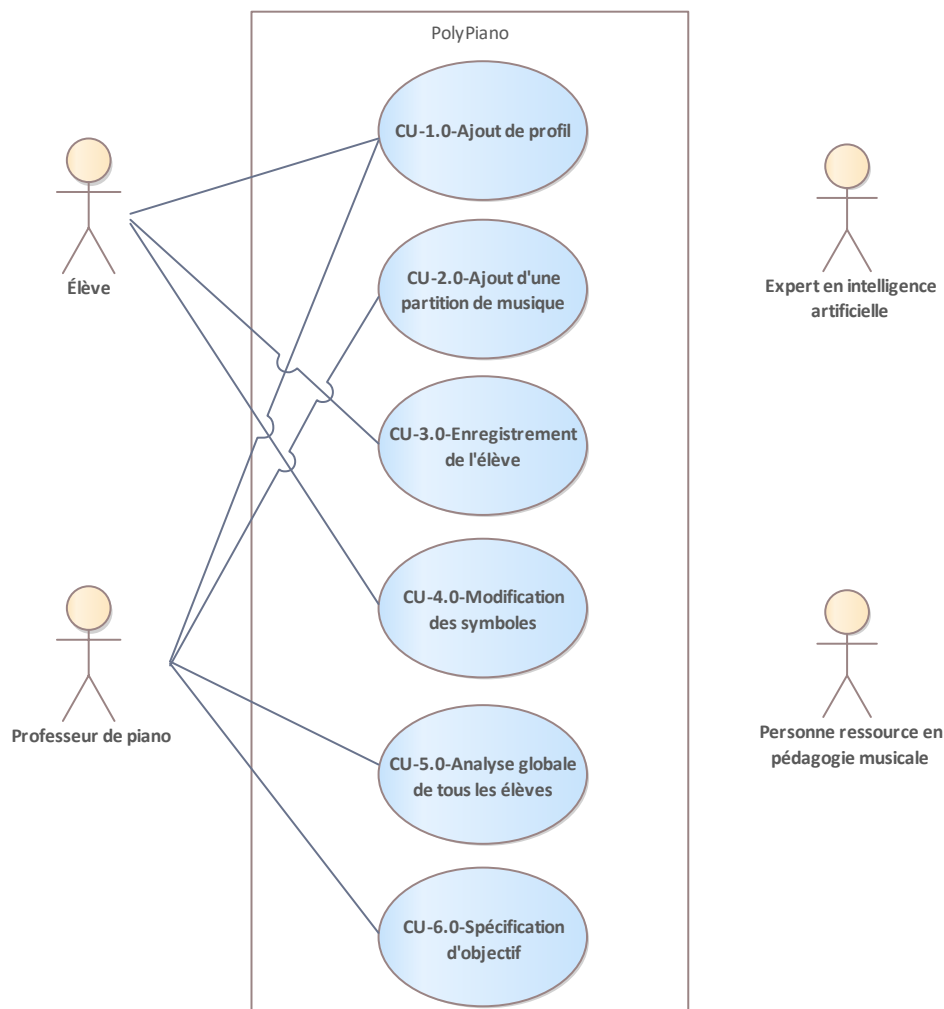 PolyPiano
CU-1.0-Ajout de profil
Élève
CU-2.0-Ajout d'une
partition de musique
Expert en intelligence
artificielle
CU-3.0-Enregistrement
de l'élève
CU-4.0-Modification
des symboles
Professeur de piano
Personne ressource en
pédagogie musicale
CU-5.0-Analyse globale
de tous les élèves
CU-6.0-Spécification
d'objectif